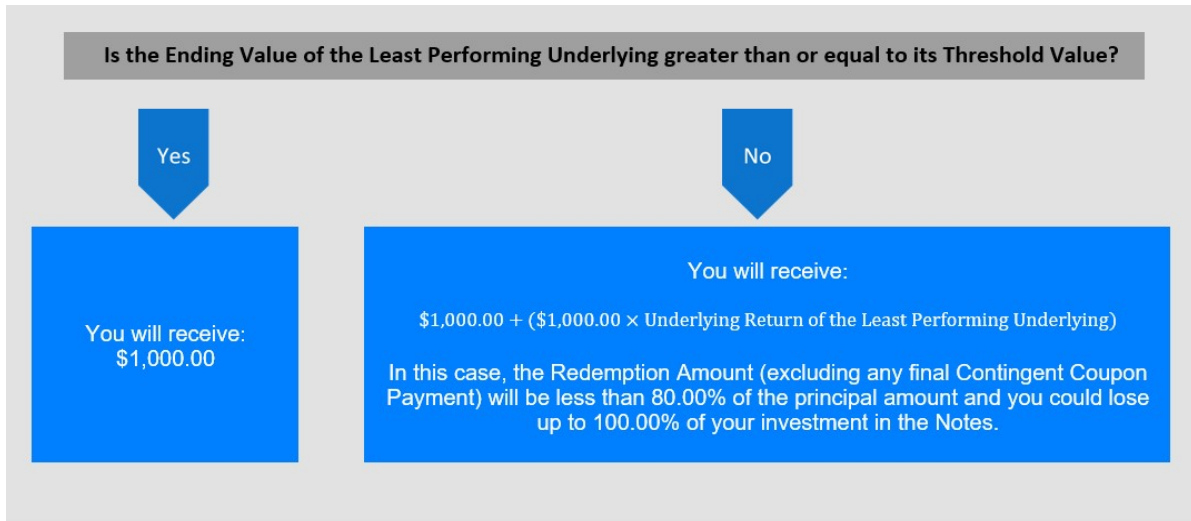 Is the Ending Value of the Least Performing Underlying greater than or equal to its Threshold Value?
Yes
No
You will receive:
$1,000.00
You will receive:
$1,000.00 + ($1,000.00 × Underlying Return of the Least Performing Underlying)
In this case, the Redemption Amount (excluding any final Contingent Coupon
Payment) will be less than 80.00% of the principal amount and you could lose
up to 100.00% of your investment in the Notes.